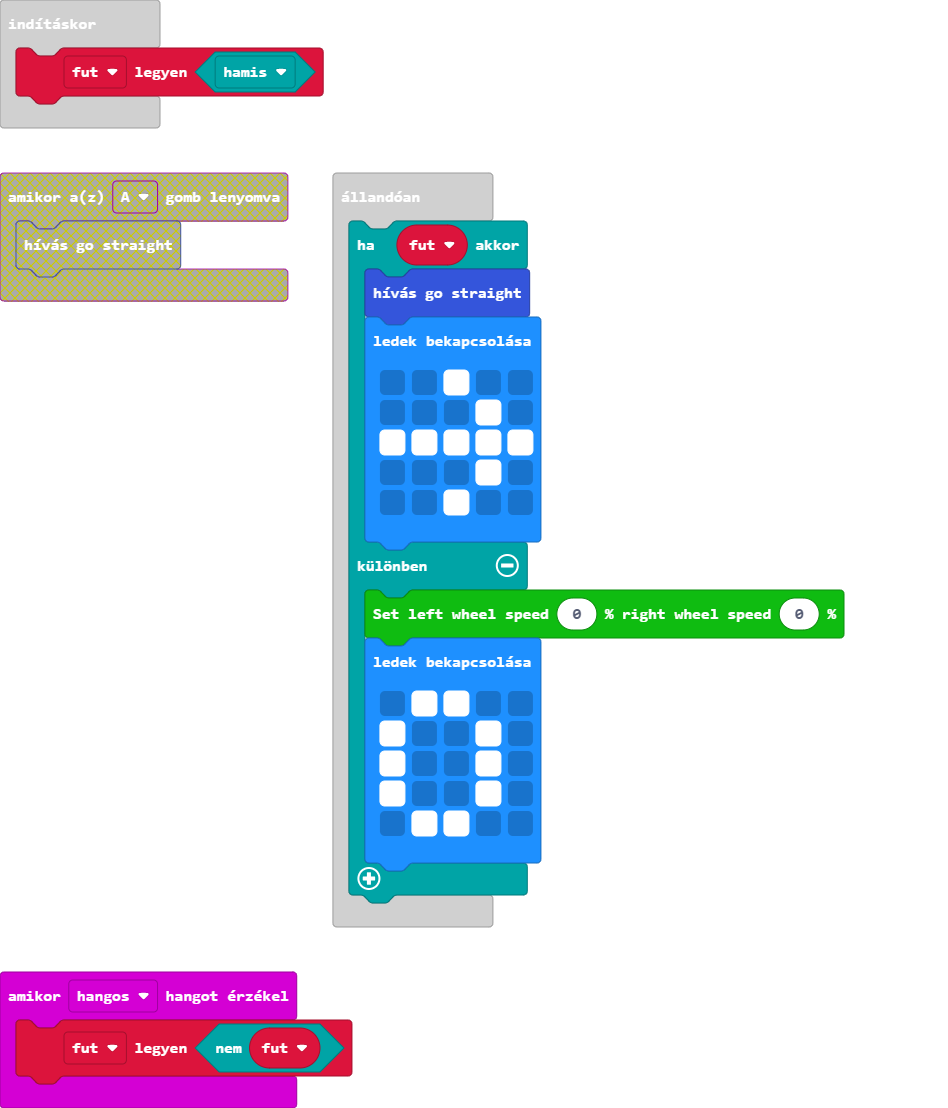 indításkor
fut legyen hamis
amikor a(z) A gomb lenyomva
hívás go straight
állandóan
ha fut akkor
hívás go straight
ledek bekapcsolása
különben
Set left wheel speed 0 % right wheel speed 0 %
ledek bekapcsolása
amikor hangos hangot érzékel
fut legyen nem fut